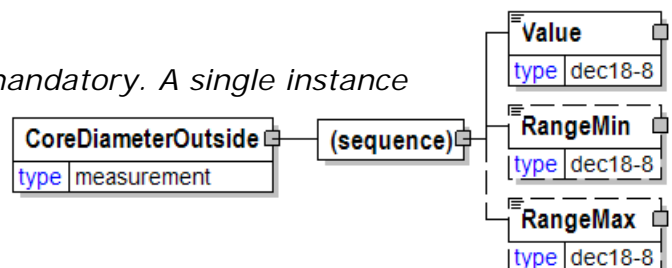 Value
type dec18-8
mandatory. A single instance
RangeMin
CoreDiameterOutside (sequence)
type dec18-8
type measurement
RangeMax
type dec18-8